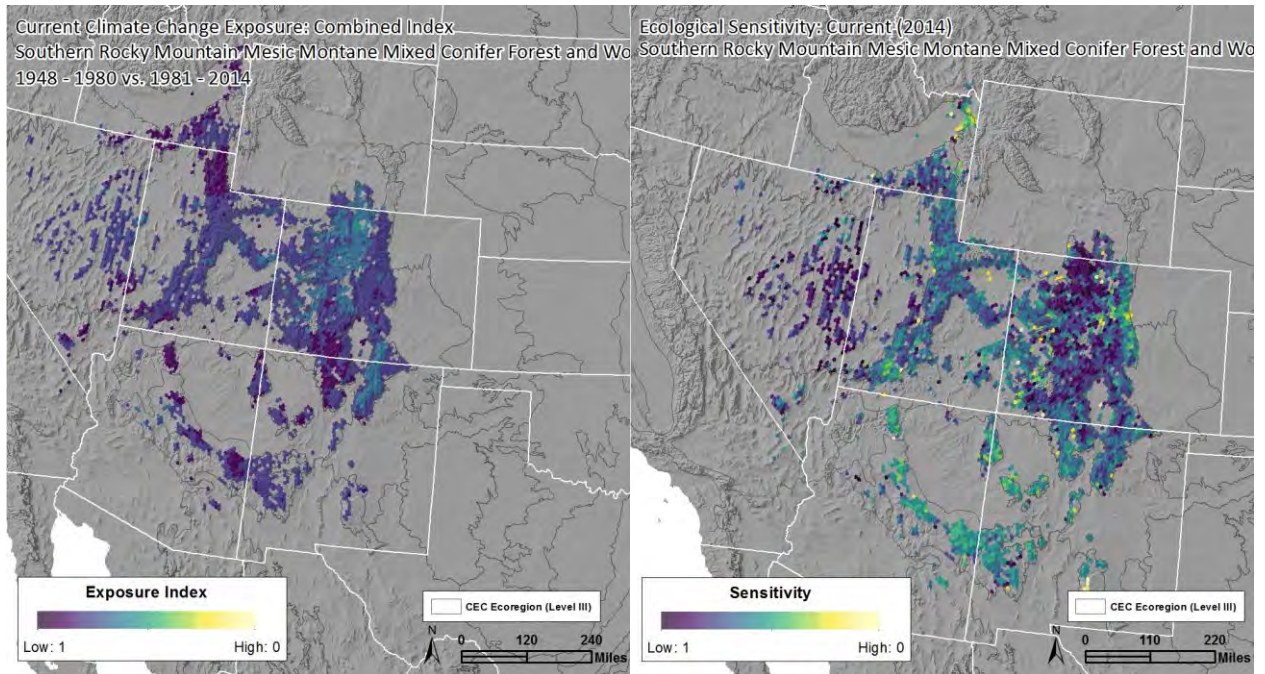 Current Climate Change Exposure: Combined Index
Southern Rocky Mountain Mesic Montane Mixed Conifer Forest and Wo
1948 - 1980 vs. 1981 - 2014
Exposure Index
Low: 1 High: 0
CEC Ecoregion (Level III)
N
0 120 240
Miles
Ecological Sensitivity: Current (2014)
Southern Rocky Mountain Mesic Montane Mixed Conifer Forest and Wo
Sensitivity
Low: 1 High: 0
CEC Ecoregion (Level III)
N
0 110 220
Miles